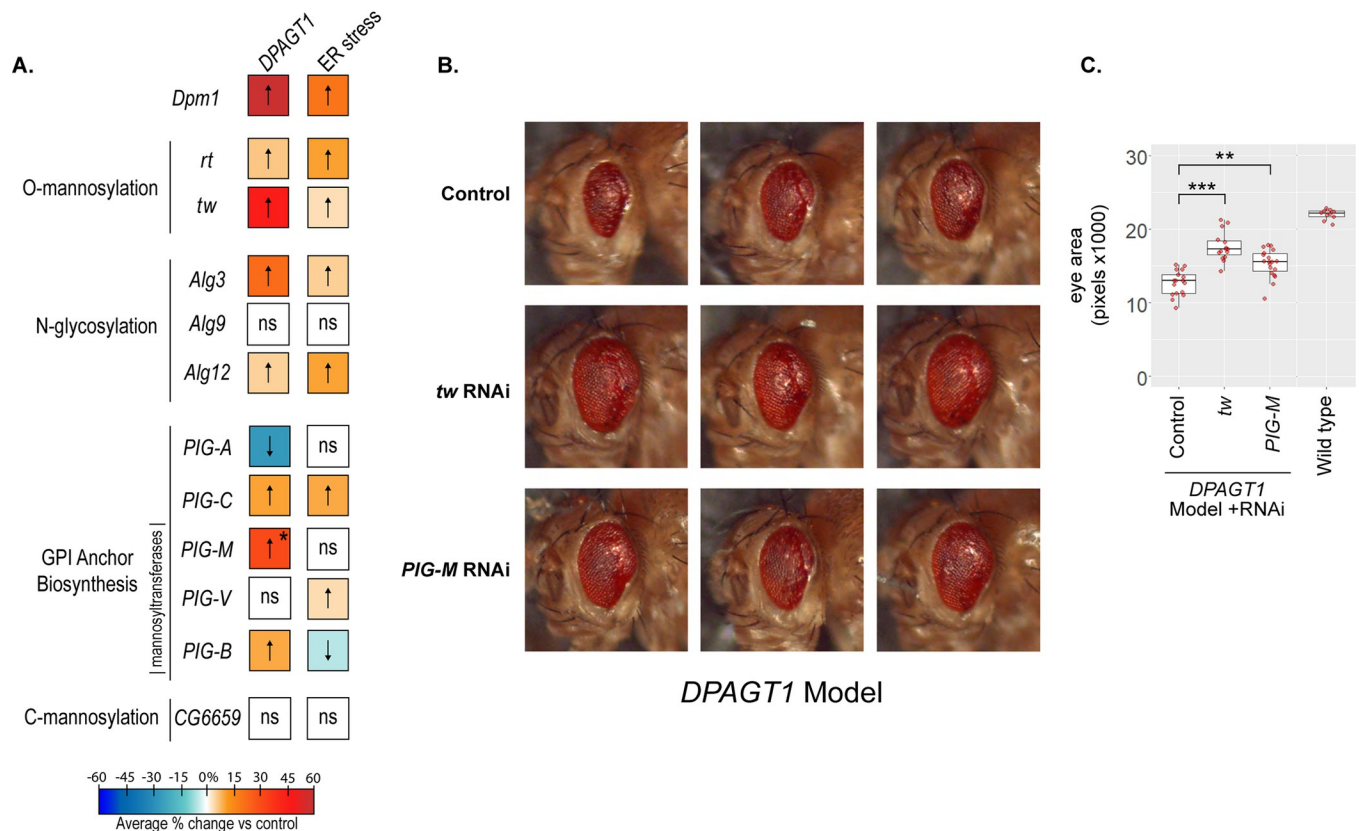 A.
DPAGT1
ER stress
Dpm1
↑ ↑
O-mannosylation
rt
↑ ↑
tw
↑ ↑
N-glycosylation
Alg3
↑ ↑
Alg9
ns ns
Alg12
↑ ↑
GPI Anchor
Biosynthesis
| mannosyltransferases |
PIG-A
↓ ns
PIG-C
↑ ↑
PIG-M
↑* ns
PIG-V
ns ↑
PIG-B
↑ ↓
C-mannosylation
CG6659
ns ns
-60 -45 -30 -15 0% 15 30 45 60
Average % change vs control
B.
Control
tw RNAi
PIG-M RNAi
DPAGT1 Model
C.
eye area
(pixels x1000)
30
20
10
0
**
***
Control
tw
PIG-M
Wild type
DPAGT1
Model +RNAi